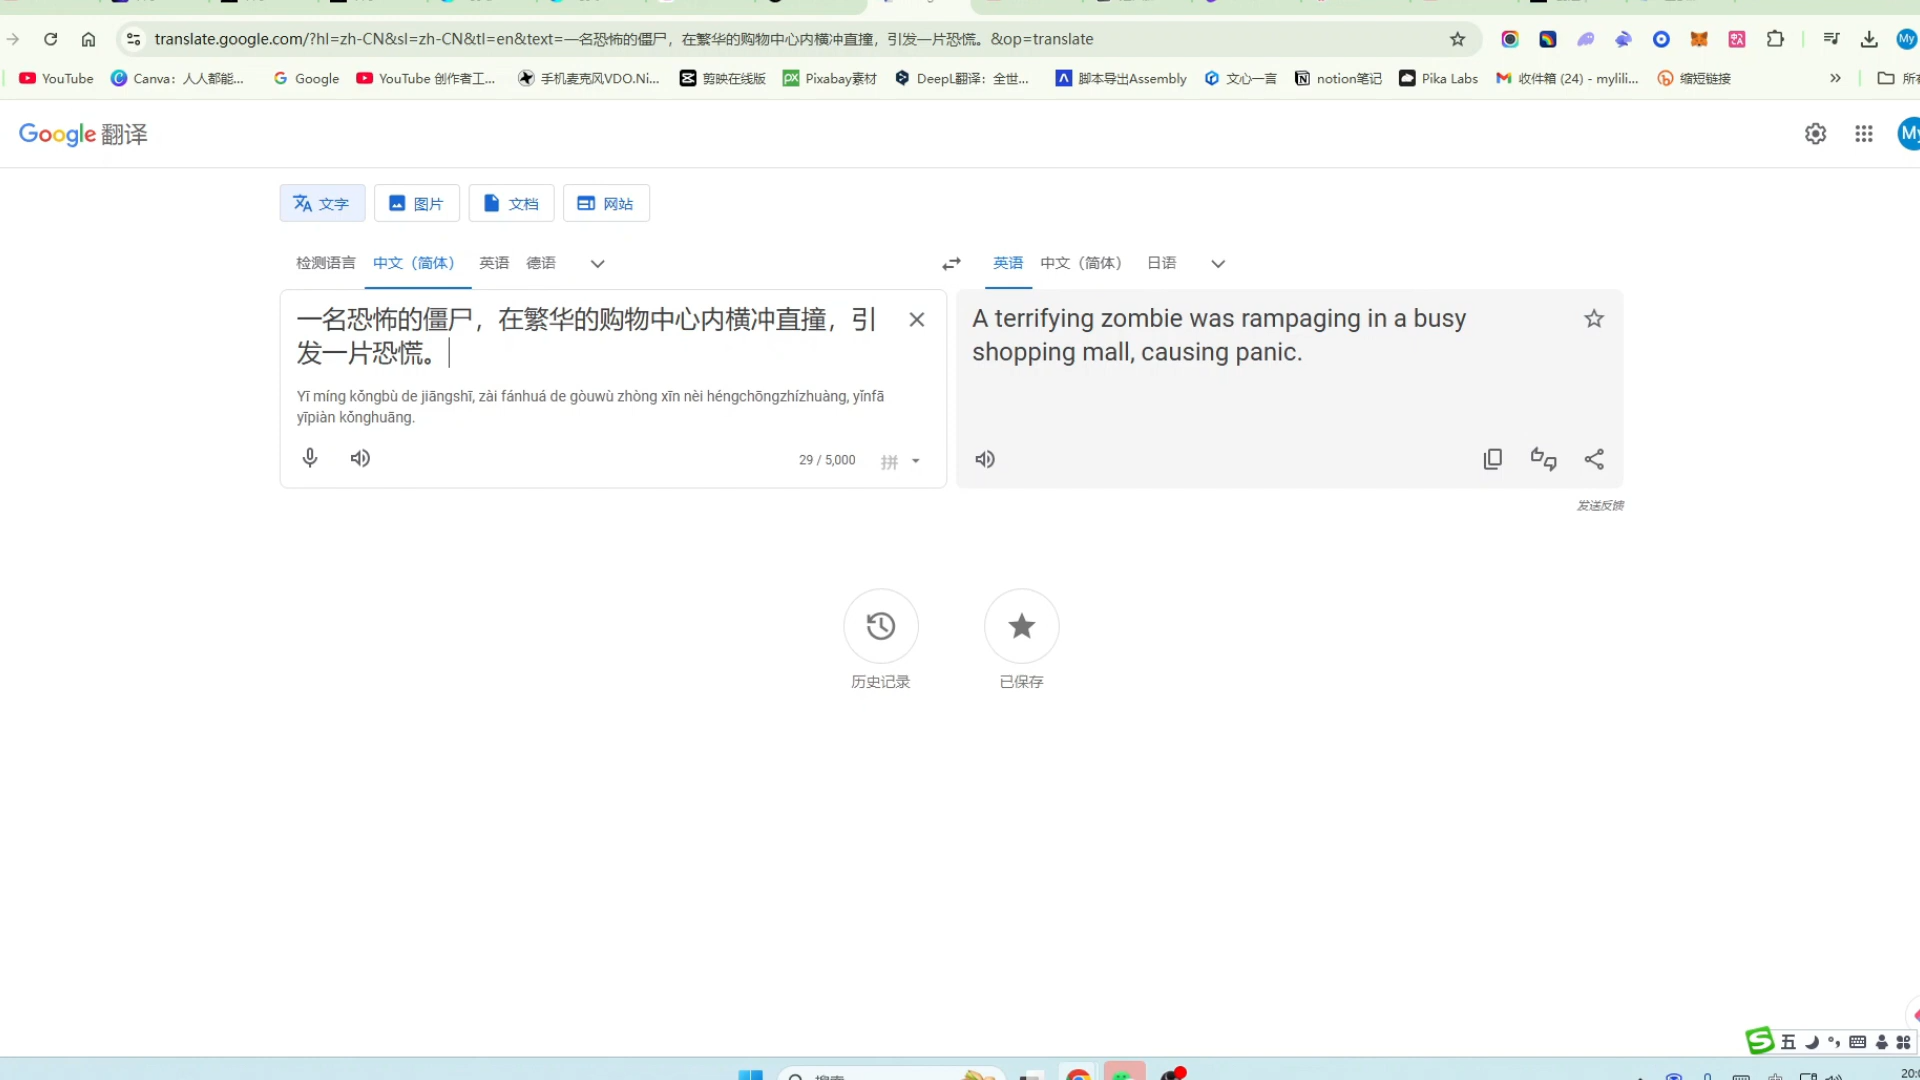 translate.google.com/?hl=zh-CN&sl=zh-CN&tl=en&text=一名恐怖的僵尸，在繁华的购物中心内横冲直撞，引发一片恐慌。&op=translate
My
YouTube Canva：人人都能... Google YouTube 创作者工... 手机麦克风VDO.Ni... 剪映在线版 Pixabay素材 DeepL翻译：全世... 脚本导出Assembly 文心一言 notion笔记 Pika Labs 收件箱 (24) - mylili... 缩短链接 » 所有
Google 翻译
文字 图片 文档 网站
检测语言 中文（简体） 英语 德语
英语 中文（简体） 日语
一名恐怖的僵尸，在繁华的购物中心内横冲直撞，引
发一片恐慌。
Yī míng kǒngbù de jiāngshī, zài fánhuá de gòuwù zhòng xīn nèi héngchōngzhízhuàng, yǐnfā
yīpiàn kǒnghuāng.
29 / 5,000
拼
A terrifying zombie was rampaging in a busy
shopping mall, causing panic.
发送反馈
历史记录 已保存
五
搜索